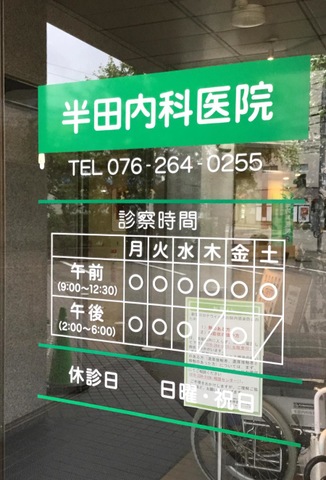 半田内科医院
TEL 076-264-0255
診察時間
月 火 水 木 金 土
午前 (9:00〜12:30) ○ ○ ○ ○ ○ ○
午後 (2:00〜6:00) ○ ○ ○ / ○ /
休診日 日曜・祝日